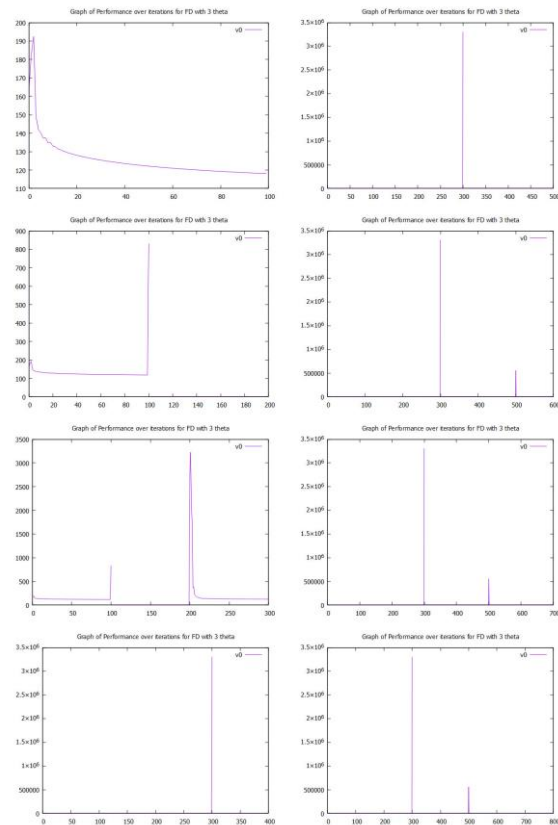 Graph of Performance over iterations for FD with 3 theta
v0
200
190
180
170
160
150
140
130
120
110
0 20 40 60 80 100
Graph of Performance over iterations for FD with 3 theta
v0
3.5×10⁶
3×10⁶
2.5×10⁶
2×10⁶
1.5×10⁶
1×10⁶
500000
0
0 50 100 150 200 250 300 350 400 450 500
Graph of Performance over iterations for FD with 3 theta
v0
900
800
700
600
500
400
300
200
100
0
0 20 40 60 80 100 120 140 160 180 200
Graph of Performance over iterations for FD with 3 theta
v0
3.5×10⁶
3×10⁶
2.5×10⁶
2×10⁶
1.5×10⁶
1×10⁶
500000
0
0 100 200 300 400 500 600
Graph of Performance over iterations for FD with 3 theta
v0
3500
3000
2500
2000
1500
1000
500
0
0 50 100 150 200 250 300
Graph of Performance over iterations for FD with 3 theta
v0
3.5×10⁶
3×10⁶
2.5×10⁶
2×10⁶
1.5×10⁶
1×10⁶
500000
0
0 100 200 300 400 500 600 700
Graph of Performance over iterations for FD with 3 theta
v0
3.5×10⁶
3×10⁶
2.5×10⁶
2×10⁶
1.5×10⁶
1×10⁶
500000
0
0 50 100 150 200 250 300 350 400
Graph of Performance over iterations for FD with 3 theta
v0
3.5×10⁶
3×10⁶
2.5×10⁶
2×10⁶
1.5×10⁶
1×10⁶
500000
0
0 100 200 300 400 500 600 700 800